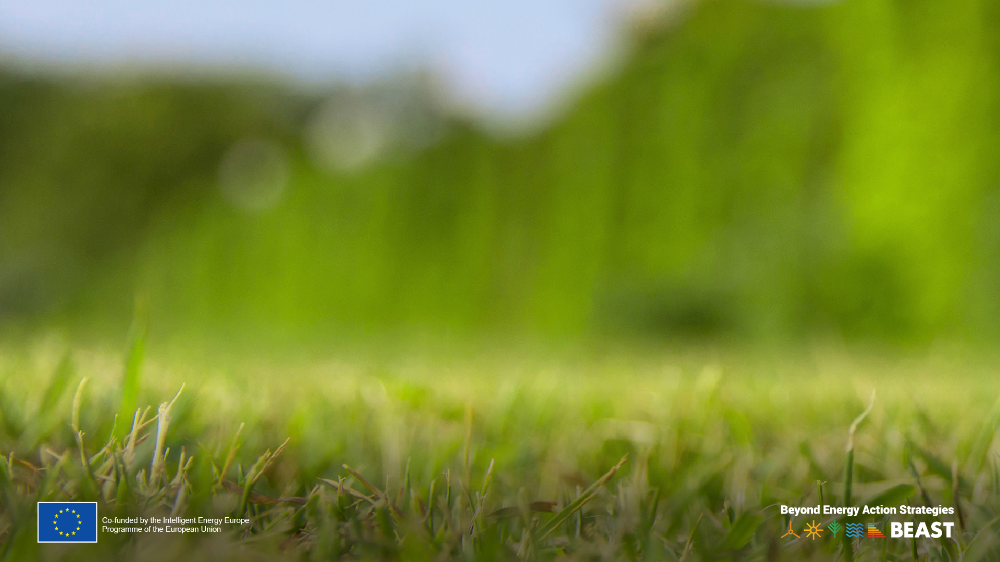 Co-funded by the Intelligent Energy Europe
Programme of the European Union
Beyond Energy Action Strategies
BEAST